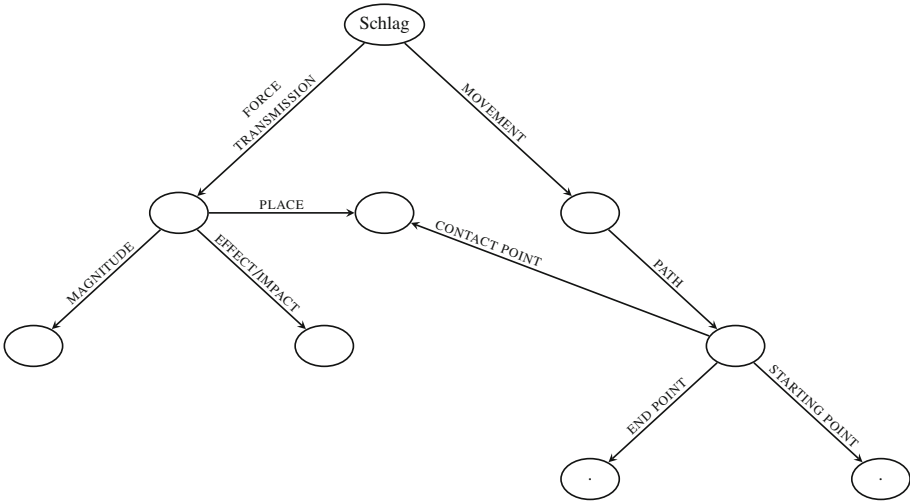 Schlag
FORCE
TRANSMISSION
MOVEMENT
PLACE
CONTACT POINT
MAGNITUDE
EFFECT/IMPACT
PATH
END POINT
STARTING POINT
.
.